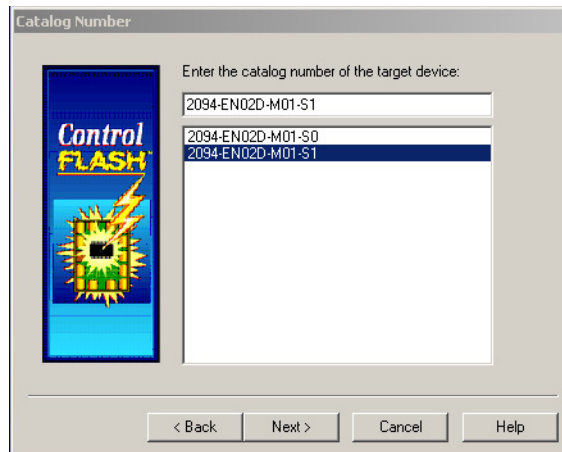 Catalog Number
Enter the catalog number of the target device:
2094-EN02D-M01-S1
Control
FLASH
2094-EN02D-M01-S0
2094-EN02D-M01-S1
< Back
Next >
Cancel
Help